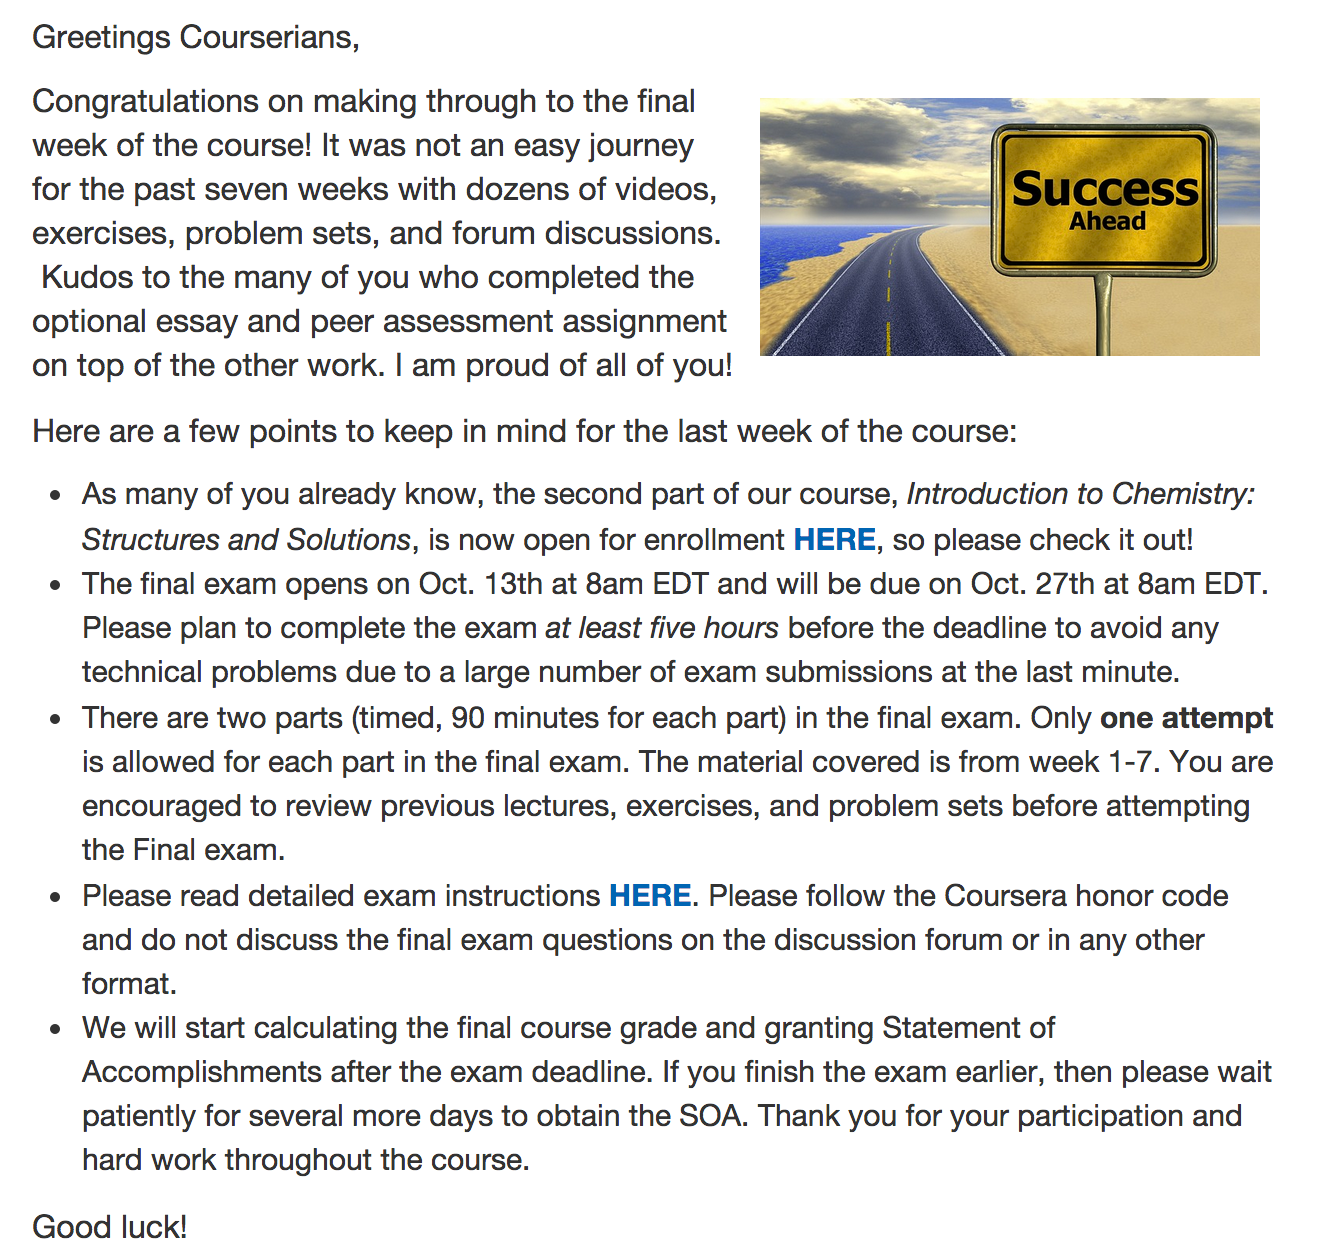 Greetings Courserians,
Congratulations on making through to the final
week of the course! It was not an easy journey
for the past seven weeks with dozens of videos,
exercises, problem sets, and forum discussions.
Kudos to the many of you who completed the
optional essay and peer assessment assignment
on top of the other work. I am proud of all of you!
Success
Ahead
Here are a few points to keep in mind for the last week of the course:
• As many of you already know, the second part of our course, Introduction to Chemistry:
Structures and Solutions, is now open for enrollment HERE, so please check it out!
• The final exam opens on Oct. 13th at 8am EDT and will be due on Oct. 27th at 8am EDT.
Please plan to complete the exam at least five hours before the deadline to avoid any
technical problems due to a large number of exam submissions at the last minute.
• There are two parts (timed, 90 minutes for each part) in the final exam. Only one attempt
is allowed for each part in the final exam. The material covered is from week 1-7. You are
encouraged to review previous lectures, exercises, and problem sets before attempting
the Final exam.
• Please read detailed exam instructions HERE. Please follow the Coursera honor code
and do not discuss the final exam questions on the discussion forum or in any other
format.
• We will start calculating the final course grade and granting Statement of
Accomplishments after the exam deadline. If you finish the exam earlier, then please wait
patiently for several more days to obtain the SOA. Thank you for your participation and
hard work throughout the course.
Good luck!